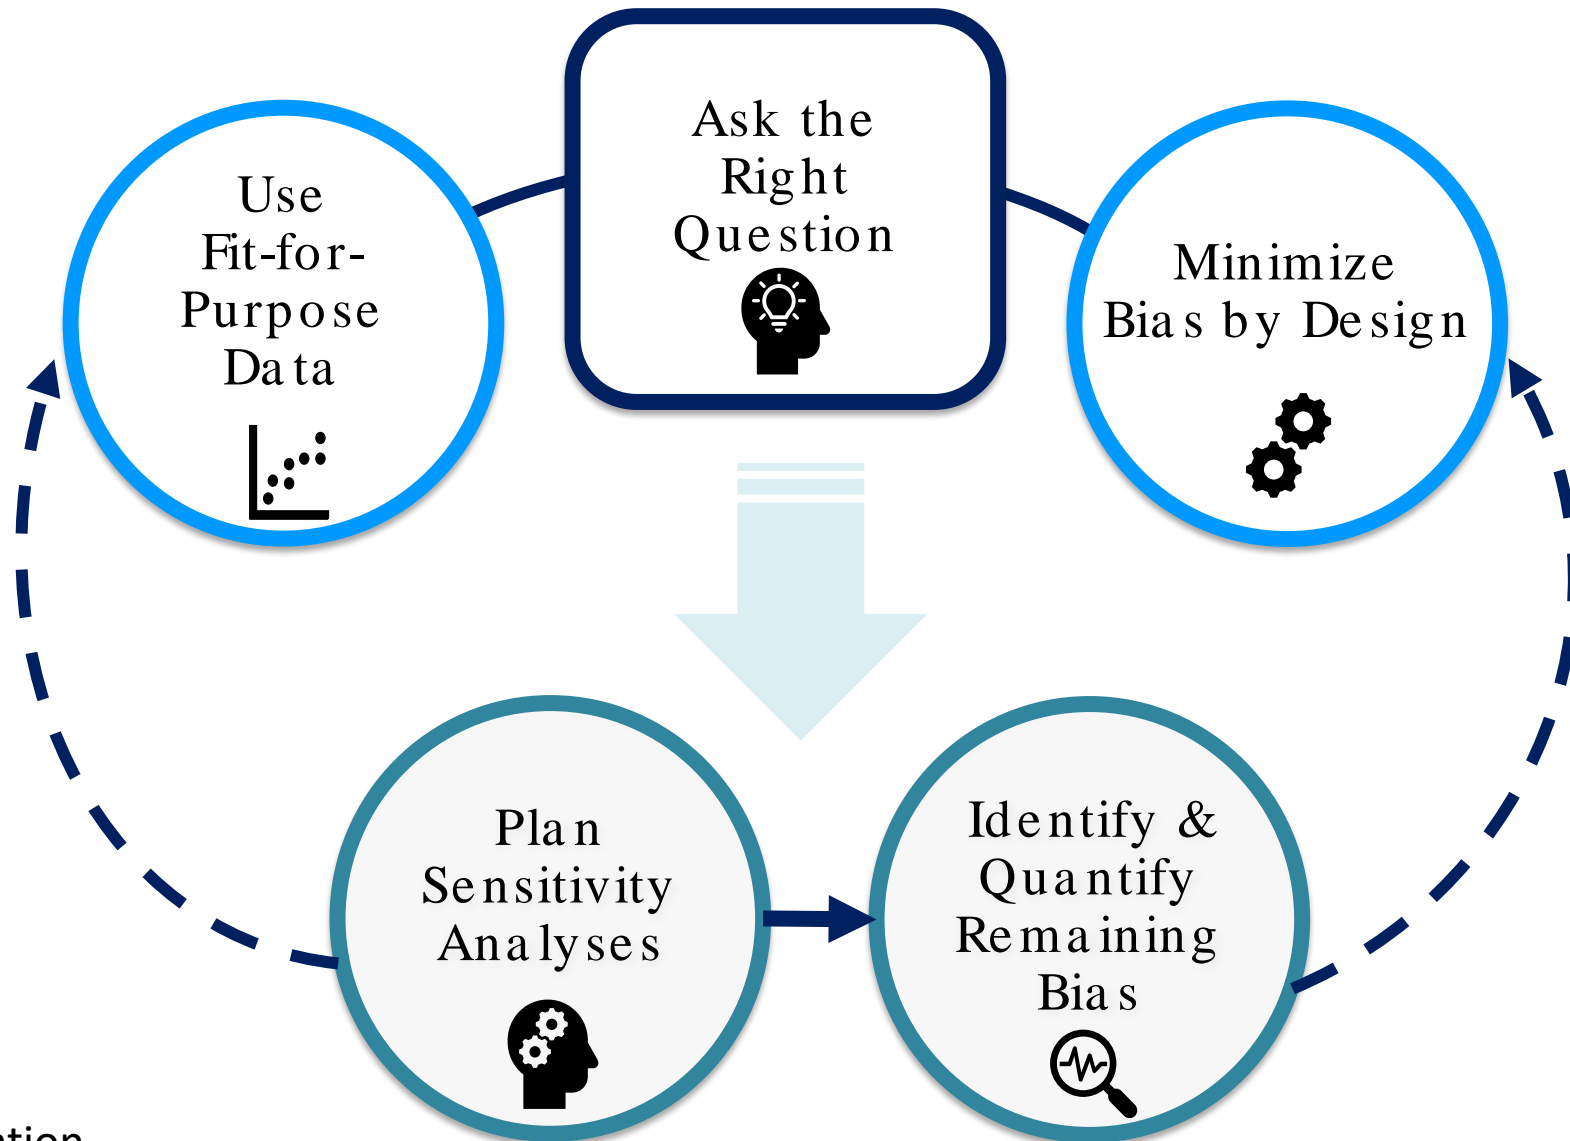 Ask the
Right
Question
Use
Fit-for-
Purpose
Data
Minimize
Bias by Design
Plan
Sensitivity
Analyses
Identify &
Quantify
Remaining
Bias